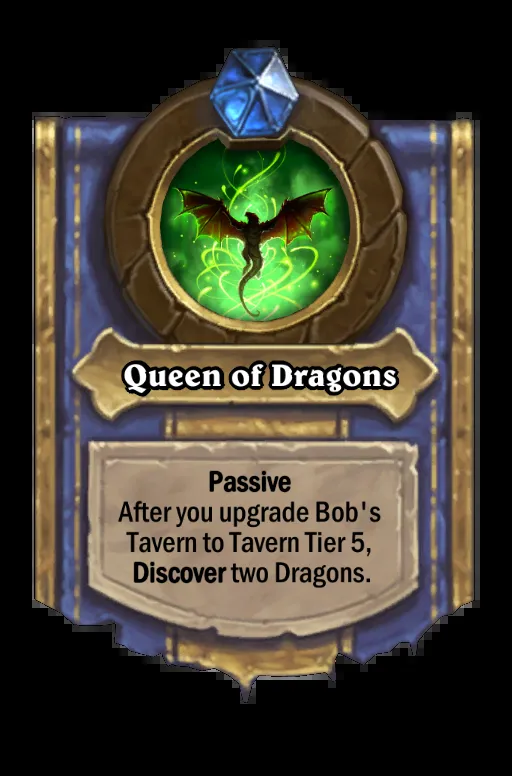 Queen of Dragons
Passive
After you upgrade Bob's
Tavern to Tavern Tier 5,
Discover two Dragons.